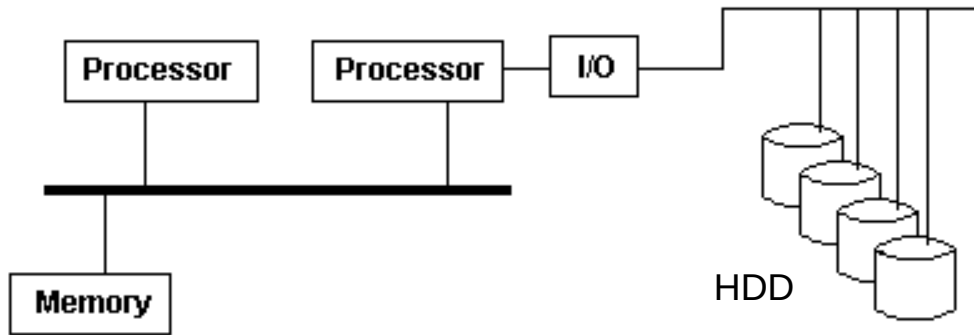 Processor
Processor
I/O
Memory
HDD